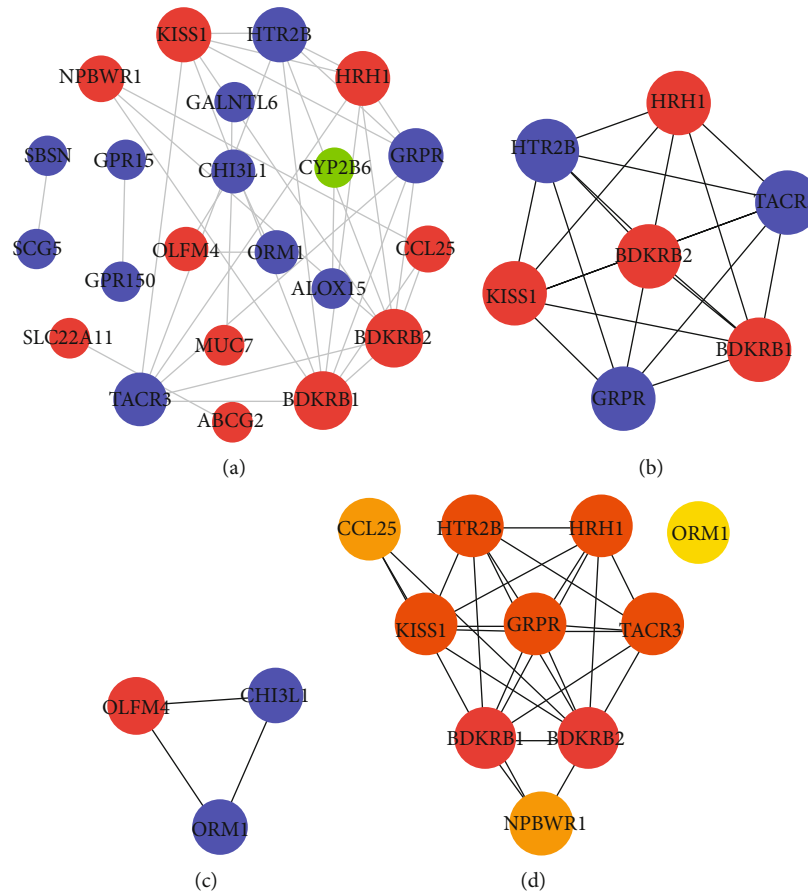 KISS1
HTR2B
NPBWR1
HRH1
GALNTL6
SBSN
GPR15
CHI3L1
CYP2B6
GRPR
SCG5
GPR150
OLFM4
ORM1
ALOX15
CCL25
SLC22A11
MUC7
BDKRB2
TACR3
ABCG2
BDKRB1
(a)
HRH1
HTR2B
TACR
BDKRB2
KISS1
BDKRB1
GRPR
(b)
OLFM4
CHI3L1
ORM1
(c)
CCL25
HTR2B
HRH1
ORM1
KISS1
GRPR
TACR3
BDKRB1
BDKRB2
NPBWR1
(d)